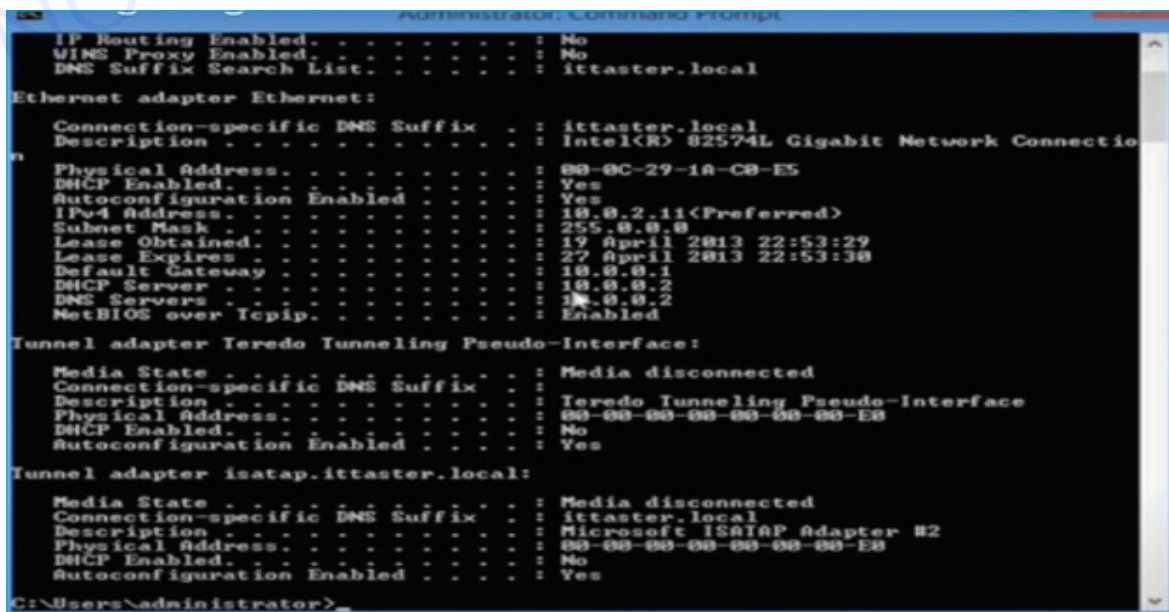 Administrator: Command Prompt
IP Routing Enabled. . . . . . . . : No
WINS Proxy Enabled. . . . . . . . : No
DNS Suffix Search List. . . . . . : ittaster.local
Ethernet adapter Ethernet:
Connection-specific DNS Suffix . : ittaster.local
Description . . . . . . . . . . . : Intel(R) 82574L Gigabit Network Connectio
n
Physical Address. . . . . . . . . : 00-0C-29-1A-C0-E5
DHCP Enabled. . . . . . . . . . . : Yes
Autoconfiguration Enabled . . . . : Yes
IPv4 Address. . . . . . . . . . . : 10.0.2.11(Preferred)
Subnet Mask . . . . . . . . . . . : 255.0.0.0
Lease Obtained. . . . . . . . . . : 19 April 2013 22:53:29
Lease Expires . . . . . . . . . . : 27 April 2013 22:53:30
Default Gateway . . . . . . . . . : 10.0.0.1
DHCP Server . . . . . . . . . . . : 10.0.0.2
DNS Servers . . . . . . . . . . . : 10.0.0.2
NetBIOS over Tcpip. . . . . . . . : Enabled
Tunnel adapter Teredo Tunneling Pseudo-Interface:
Media State . . . . . . . . . . . : Media disconnected
Connection-specific DNS Suffix . :
Description . . . . . . . . . . . : Teredo Tunneling Pseudo-Interface
Physical Address. . . . . . . . . : 00-00-00-00-00-00-00-E0
DHCP Enabled. . . . . . . . . . . : No
Autoconfiguration Enabled . . . . : Yes
Tunnel adapter isatap.ittaster.local:
Media State . . . . . . . . . . . : Media disconnected
Connection-specific DNS Suffix . : ittaster.local
Description . . . . . . . . . . . : Microsoft ISATAP Adapter #2
Physical Address. . . . . . . . . : 00-00-00-00-00-00-00-E0
DHCP Enabled. . . . . . . . . . . : No
Autoconfiguration Enabled . . . . : Yes
C:\Users\administrator>_